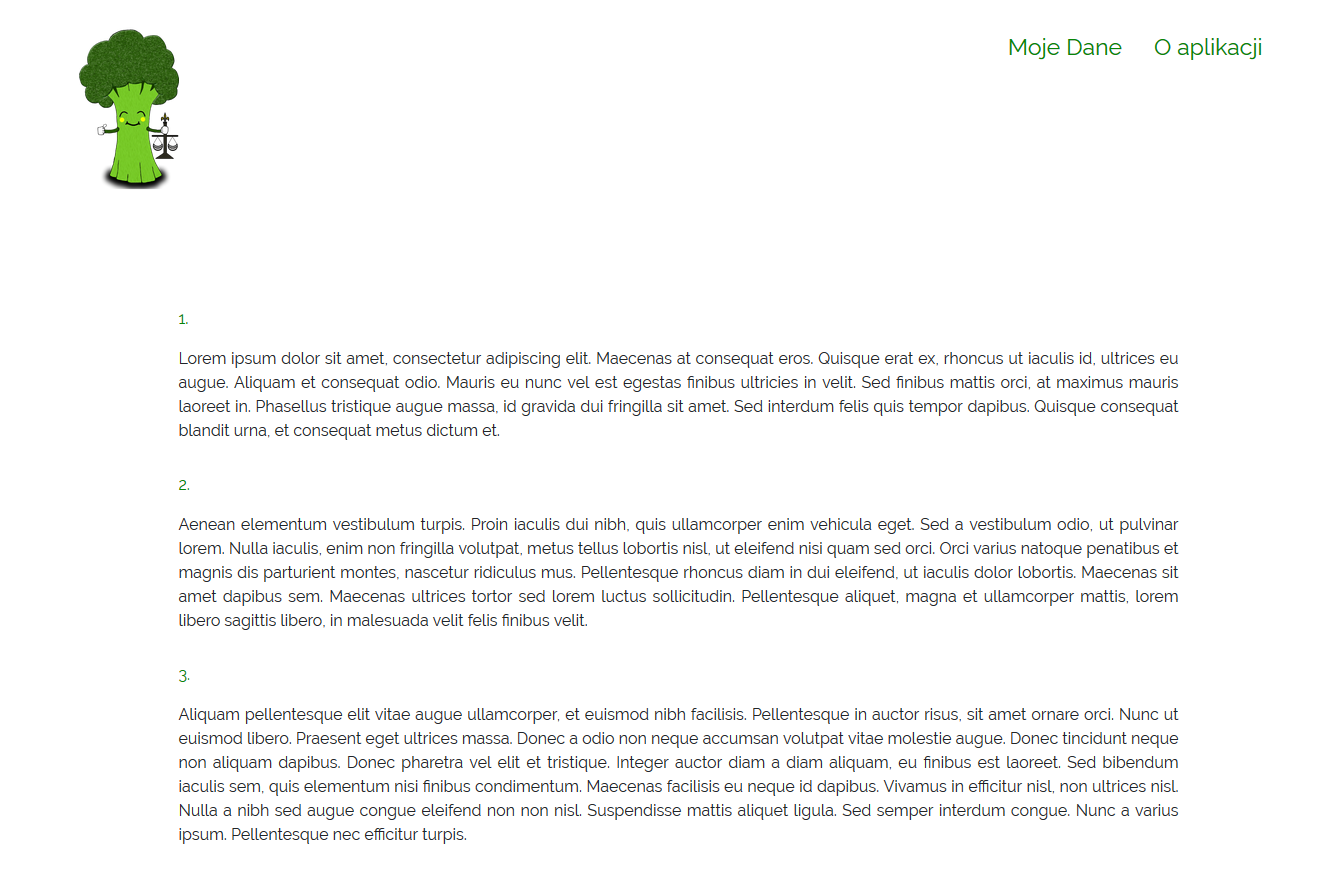 Moje Dane O aplikacji
1.
Lorem ipsum dolor sit amet, consectetur adipiscing elit. Maecenas at consequat eros. Quisque erat ex, rhoncus ut iaculis id, ultrices eu
augue. Aliquam et consequat odio. Mauris eu nunc vel est egestas finibus ultricies in velit. Sed finibus mattis orci, at maximus mauris
laoreet in. Phasellus tristique augue massa, id gravida dui fringilla sit amet. Sed interdum felis quis tempor dapibus. Quisque consequat
blandit urna, et consequat metus dictum et.
2.
Aenean elementum vestibulum turpis. Proin iaculis dui nibh, quis ullamcorper enim vehicula eget. Sed a vestibulum odio, ut pulvinar
lorem. Nulla iaculis, enim non fringilla volutpat, metus tellus lobortis nisl, ut eleifend nisi quam sed orci. Orci varius natoque penatibus et
magnis dis parturient montes, nascetur ridiculus mus. Pellentesque rhoncus diam in dui eleifend, ut iaculis dolor lobortis. Maecenas sit
amet dapibus sem. Maecenas ultrices tortor sed lorem luctus sollicitudin. Pellentesque aliquet, magna et ullamcorper mattis, lorem
libero sagittis libero, in malesuada velit felis finibus velit.
3.
Aliquam pellentesque elit vitae augue ullamcorper, et euismod nibh facilisis. Pellentesque in auctor risus, sit amet ornare orci. Nunc ut
euismod libero. Praesent eget ultrices massa. Donec a odio non neque accumsan volutpat vitae molestie augue. Donec tincidunt neque
non aliquam dapibus. Donec pharetra vel elit et tristique. Integer auctor diam a diam aliquam, eu finibus est laoreet. Sed bibendum
iaculis sem, quis elementum nisi finibus condimentum. Maecenas facilisis eu neque id dapibus. Vivamus in efficitur nisl, non ultrices nisl.
Nulla a nibh sed augue congue eleifend non non nisl. Suspendisse mattis aliquet ligula. Sed semper interdum congue. Nunc a varius
ipsum. Pellentesque nec efficitur turpis.